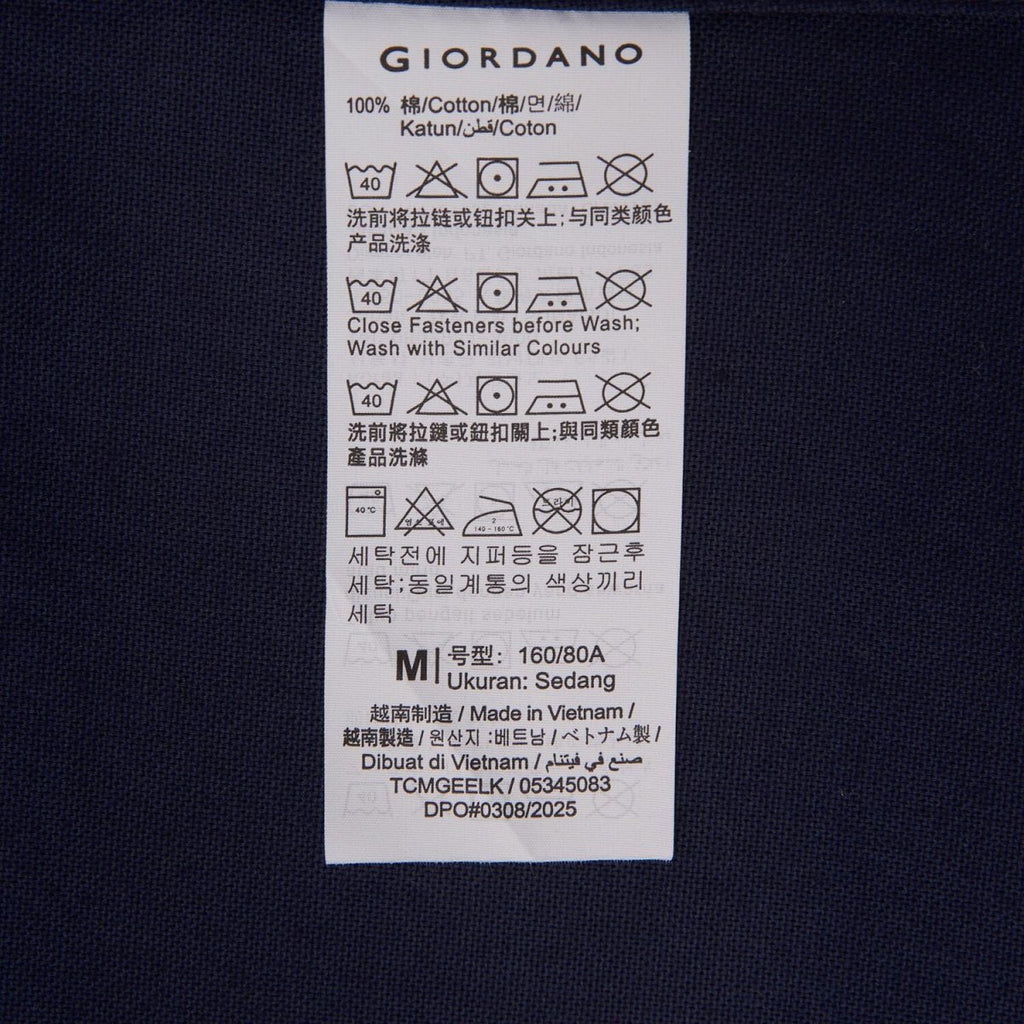 GIORDANO
100% 棉/Cotton/棉/면/綿/
Katun/قطن/Coton
40
洗前将拉链或钮扣关上;与同类颜色
产品洗涤
40
Close Fasteners before Wash;
Wash with Similar Colours
40
洗前將拉鏈或鈕扣關上;與同類顏色
產品洗滌
40℃ 2 140-160℃ 드라이
세탁전에 지퍼등을 잠근후
세탁;동일계통의 색상끼리
세탁
M 号型: 160/80A
Ukuran: Sedang
越南制造 / Made in Vietnam /
越南製造 / 원산지 :베트남 / ベトナム製 /
Dibuat di Vietnam / صنع في فيتنام
TCMGEELK / 05345083
DPO#0308/2025